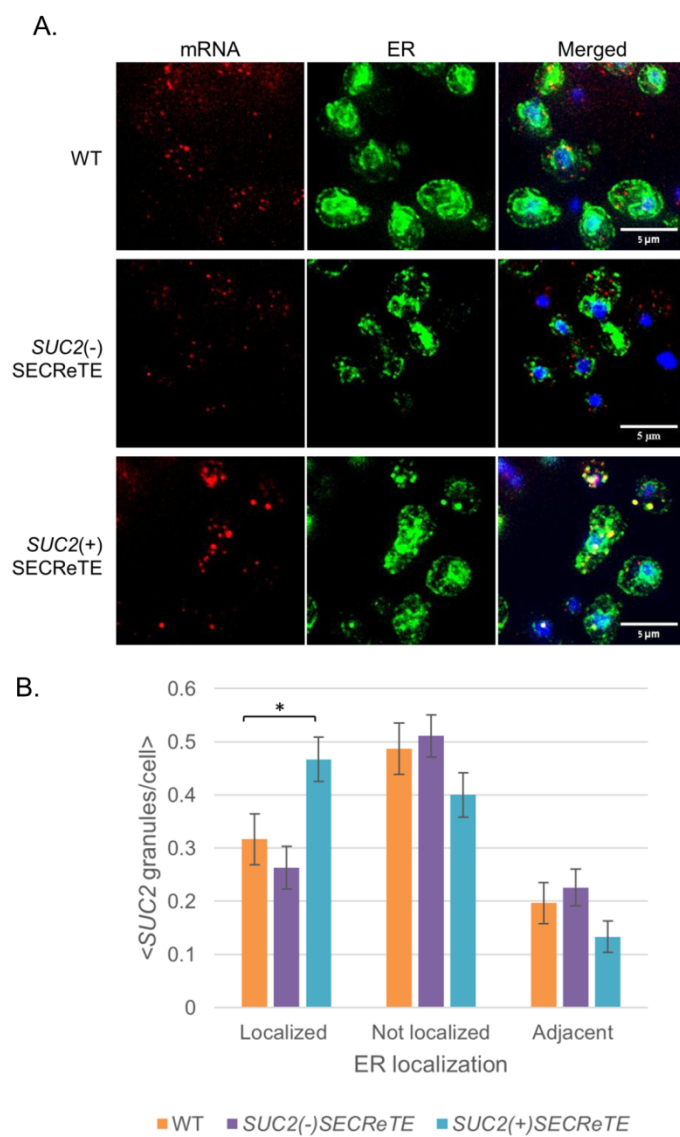 A.
mRNA ER Merged
WT
5 µm
SUC2(-)
SECReTE
5 µm
SUC2(+)
SECReTE
5 µm
B.
<SUC2 granules/cell>
0.6
0.5
0.4
0.3
0.2
0.1
0
*
Localized Not localized Adjacent
ER localization
WT SUC2(-)SECReTE SUC2(+)SECReTE